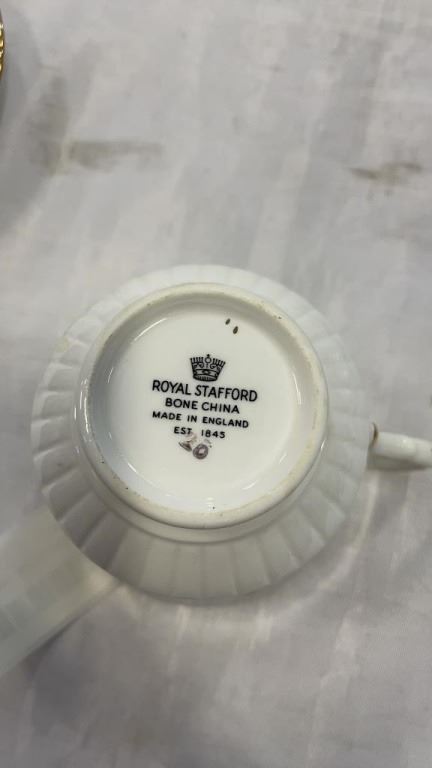 ROYAL STAFFORD
BONE CHINA
MADE IN ENGLAND
EST. 1845